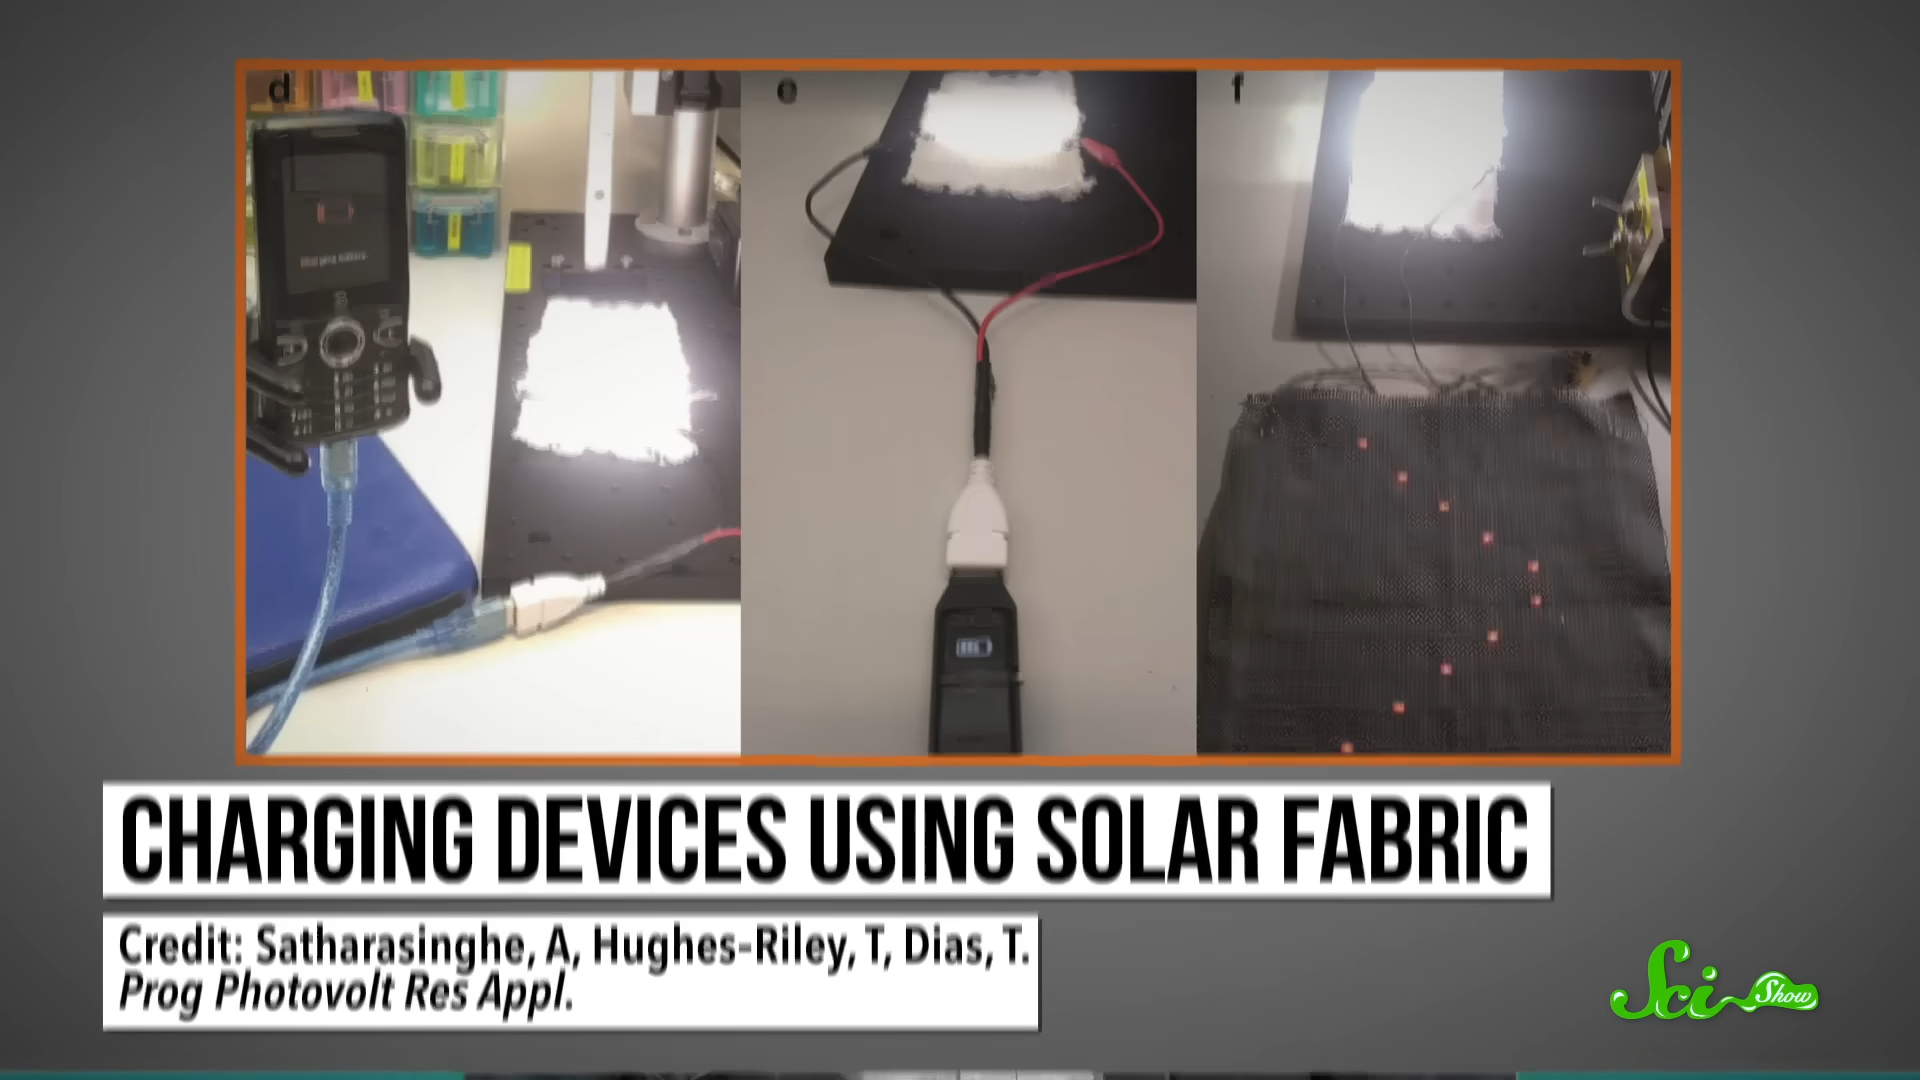 d
e
f
CHARGING DEVICES USING SOLAR FABRIC
Credit: Satharasinghe, A, Hughes-Riley, T, Dias, T.
Prog Photovolt Res Appl.
Sci Show